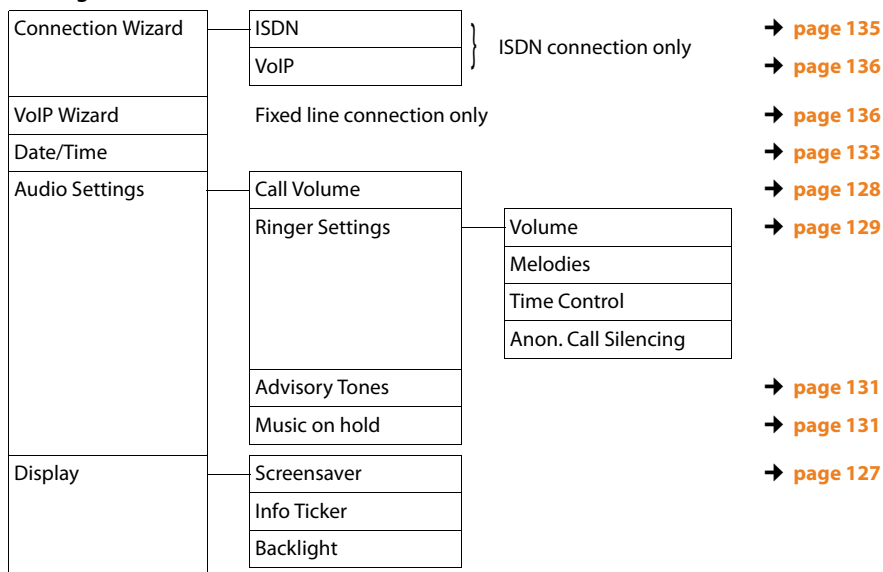 Connection Wizard ISDN ➔ page 135
ISDN connection only
VoIP ➔ page 136
VoIP Wizard Fixed line connection only ➔ page 136
Date/Time ➔ page 133
Audio Settings Call Volume ➔ page 128
Ringer Settings Volume ➔ page 129
Melodies
Time Control
Anon. Call Silencing
Advisory Tones ➔ page 131
Music on hold ➔ page 131
Display Screensaver ➔ page 127
Info Ticker
Backlight